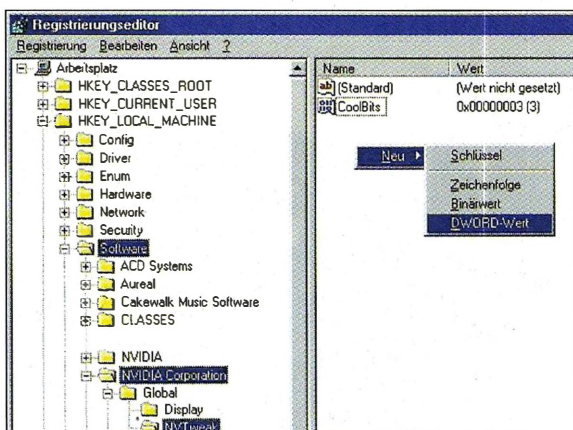 Registrierungseditor
Registrierung Bearbeiten Ansicht ?
Arbeitsplatz
HKEY_CLASSES_ROOT
HKEY_CURRENT_USER
HKEY_LOCAL_MACHINE
Config
Driver
Enum
Hardware
Network
Security
Software
ACD Systems
Aureal
Cakewalk Music Software
CLASSES
NVIDIA
NVIDIA Corporation
Global
Display
NVTweak
Name Wert
ab (Standard) (Wert nicht gesetzt)
CoolBits 0x00000003 (3)
Neu
Schlüssel
Zeichenfolge
Binärwert
DWORD-Wert